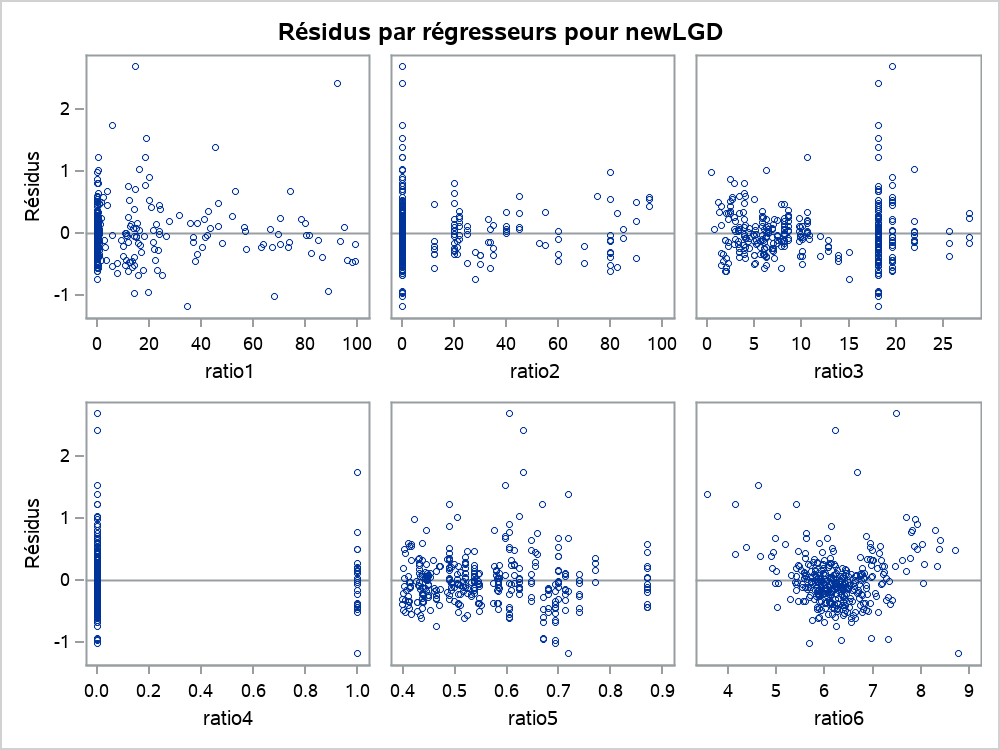 Résidus par régresseurs pour newLGD
Résidus
2
1
0
-1
0 20 40 60 80 100
0 20 40 60 80 100
0 5 10 15 20 25
ratio1
ratio2
ratio3
Résidus
2
1
0
-1
0.0 0.2 0.4 0.6 0.8 1.0
0.4 0.5 0.6 0.7 0.8 0.9
4 5 6 7 8 9
ratio4
ratio5
ratio6